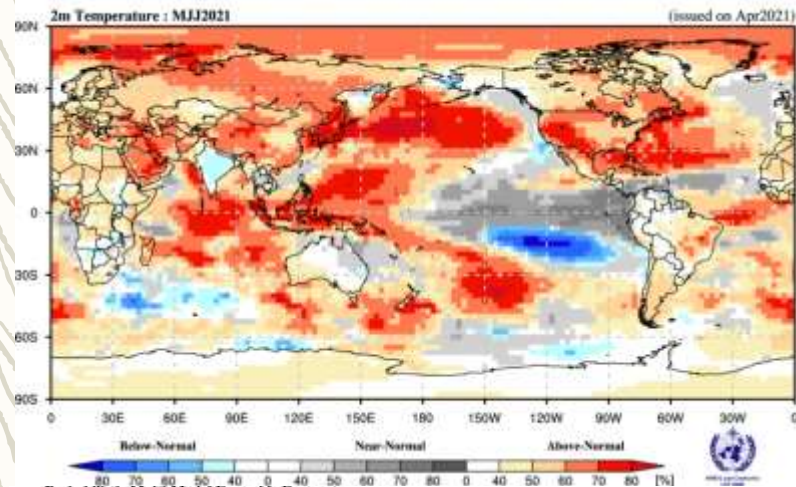 2m Temperature : MJJ2021 (issued on Apr2021)
90N
60N
30N
0
30S
60S
90S
0 30E 60E 90E 120E 150E 180 150W 120W 90W 60W 30W 0
Below-Normal Near-Normal Above-Normal
80 70 60 50 40 0 40 50 60 70 80 0 40 50 60 70 80 [%]